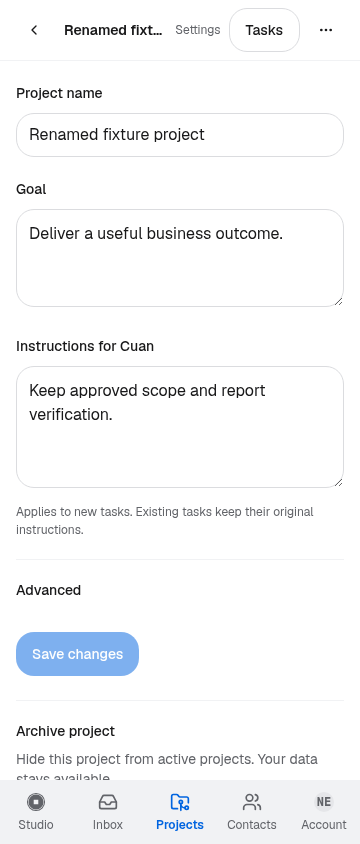 Renamed fixt... Settings Tasks
Project name
Renamed fixture project
Goal
Deliver a useful business outcome.
Instructions for Cuan
Keep approved scope and report
verification.
Applies to new tasks. Existing tasks keep their original
instructions.
Advanced
Save changes
Archive project
Hide this project from active projects. Your data
stays available.
NE
Studio Inbox Projects Contacts Account